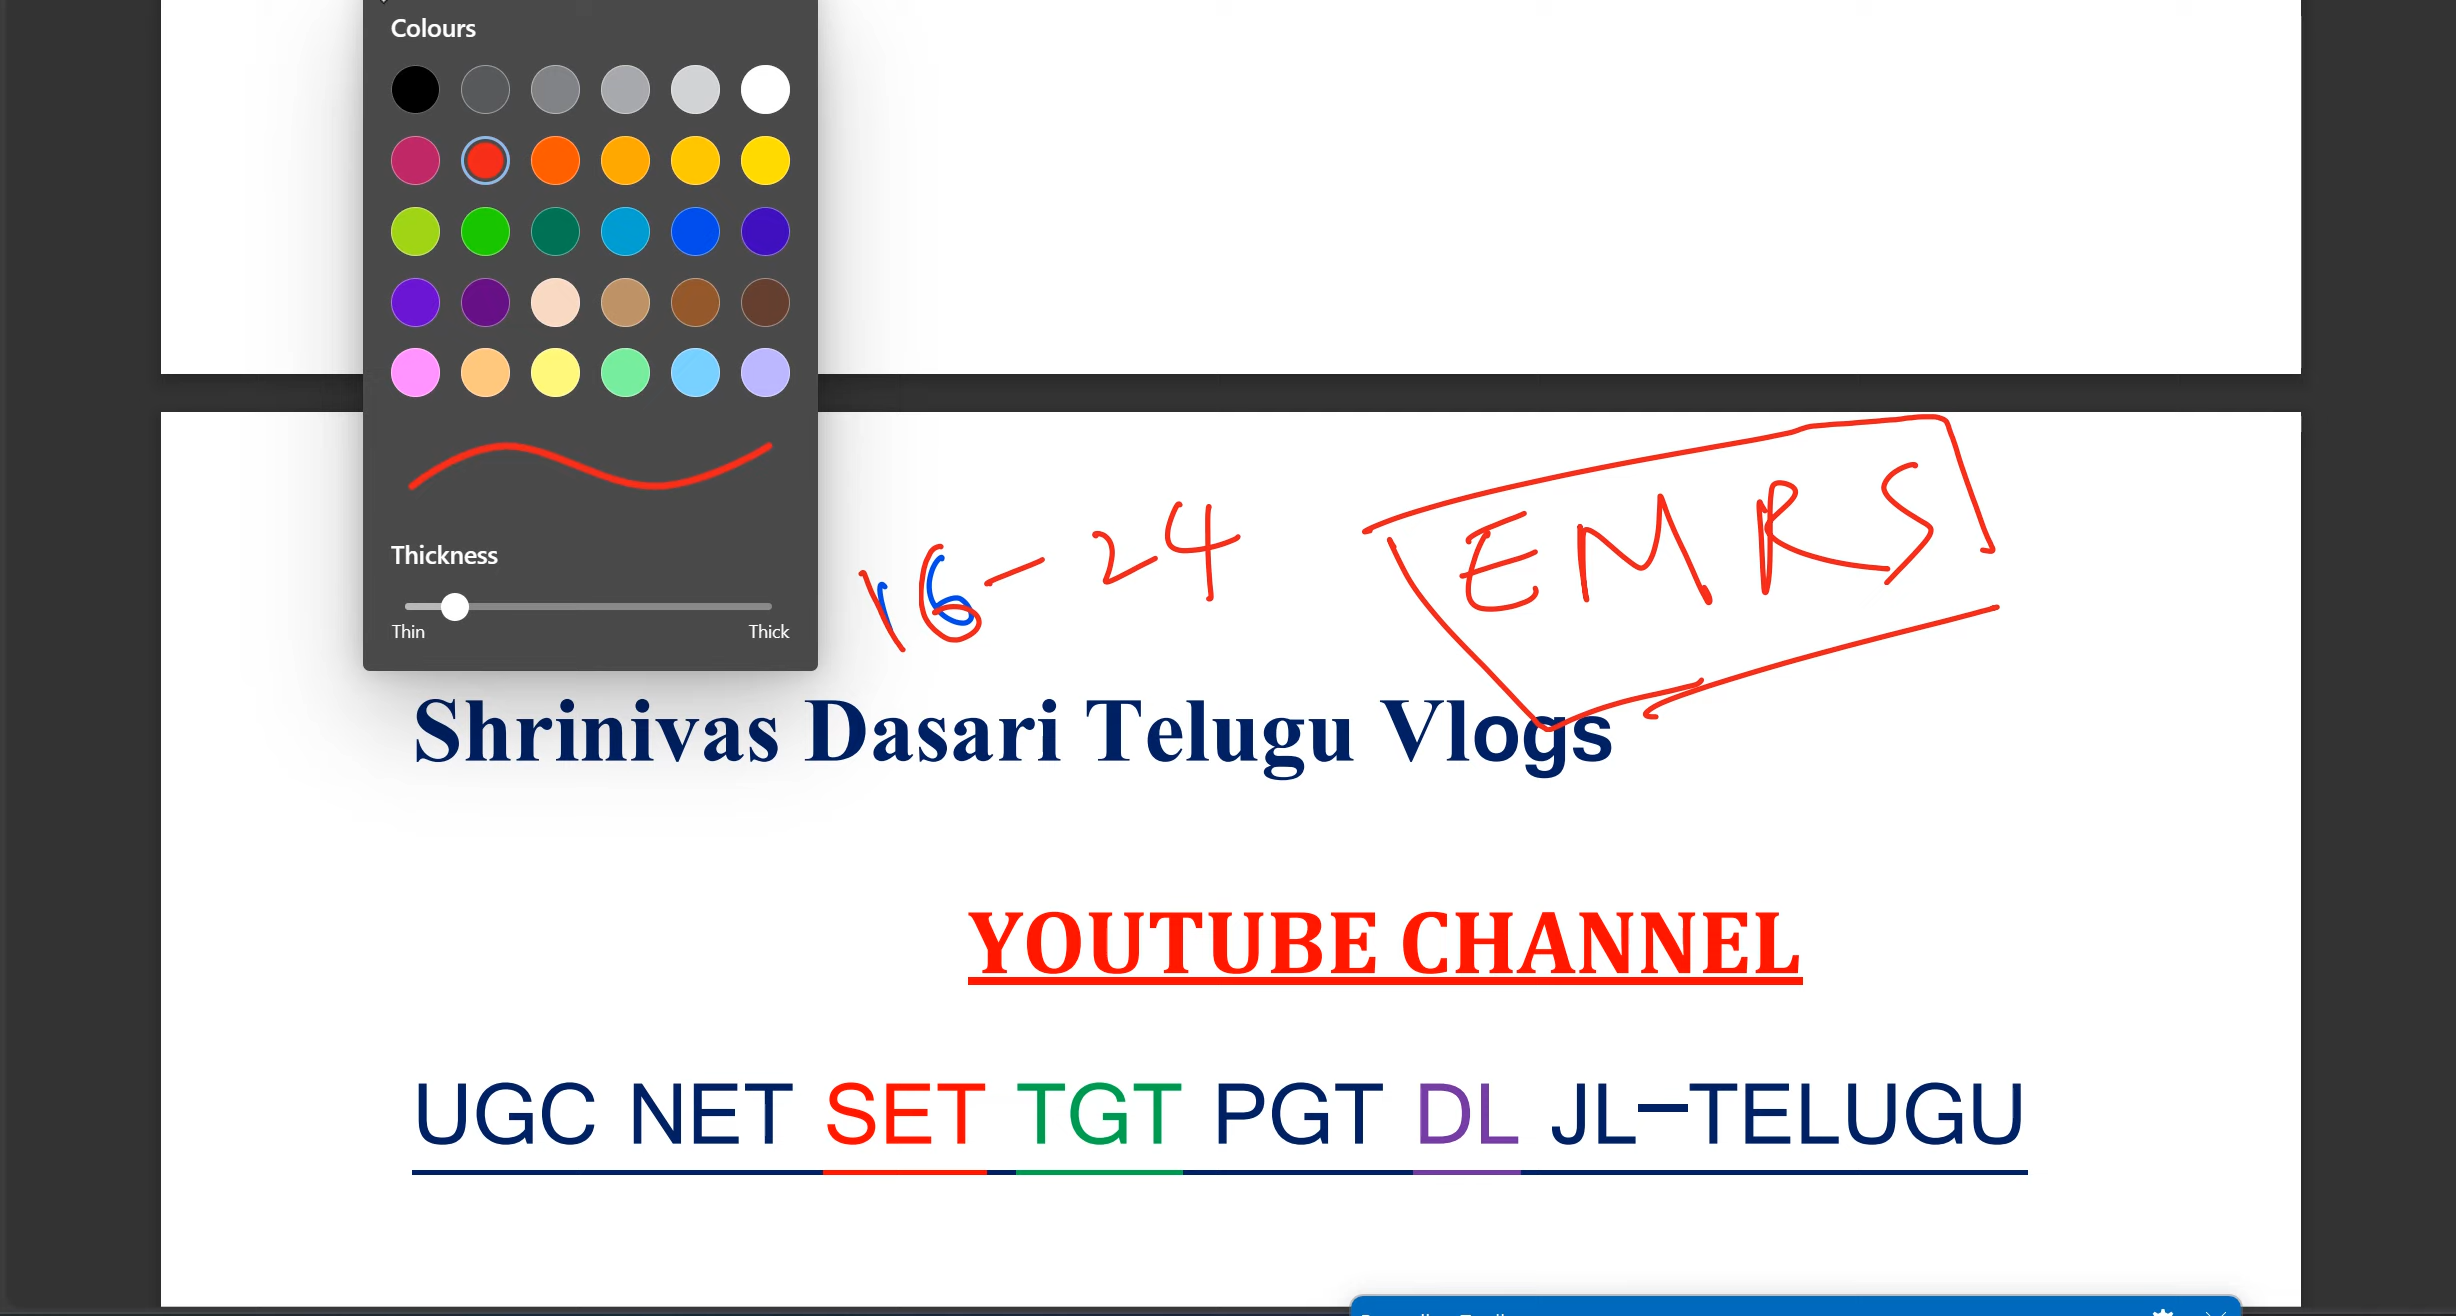 Colours
Thickness
Thin Thick
16-24 EMRS
Shrinivas Dasari Telugu Vlogs
YOUTUBE CHANNEL
UGC NET SET TGT PGT DL JL–TELUGU